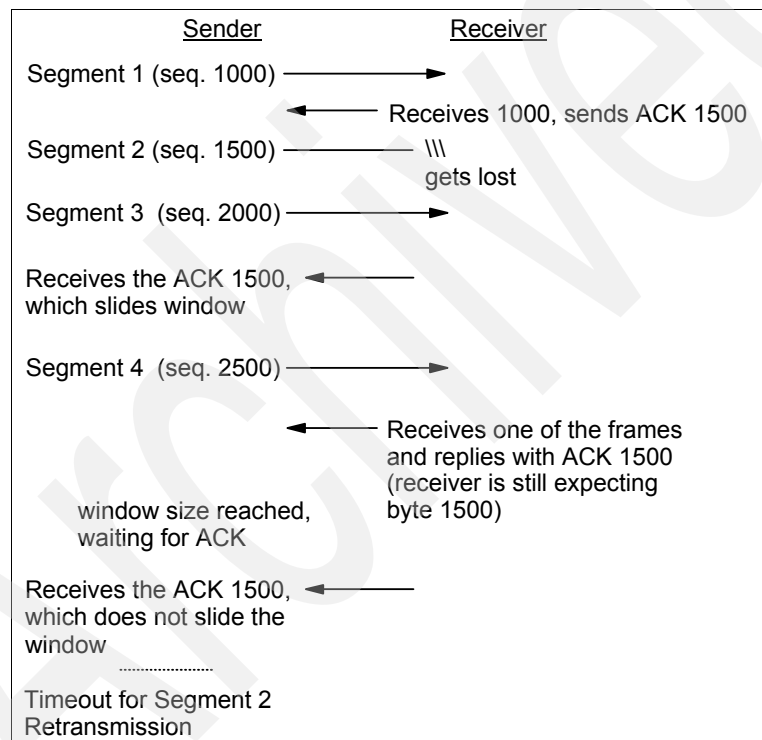 Sender Receiver
Segment 1 (seq. 1000)
Receives 1000, sends ACK 1500
Segment 2 (seq. 1500) \\\
gets lost
Segment 3 (seq. 2000)
Receives the ACK 1500,
which slides window
Segment 4 (seq. 2500)
Receives one of the frames
and replies with ACK 1500
(receiver is still expecting
byte 1500)
window size reached,
waiting for ACK
Receives the ACK 1500,
which does not slide the
window
Timeout for Segment 2
Retransmission
Archived